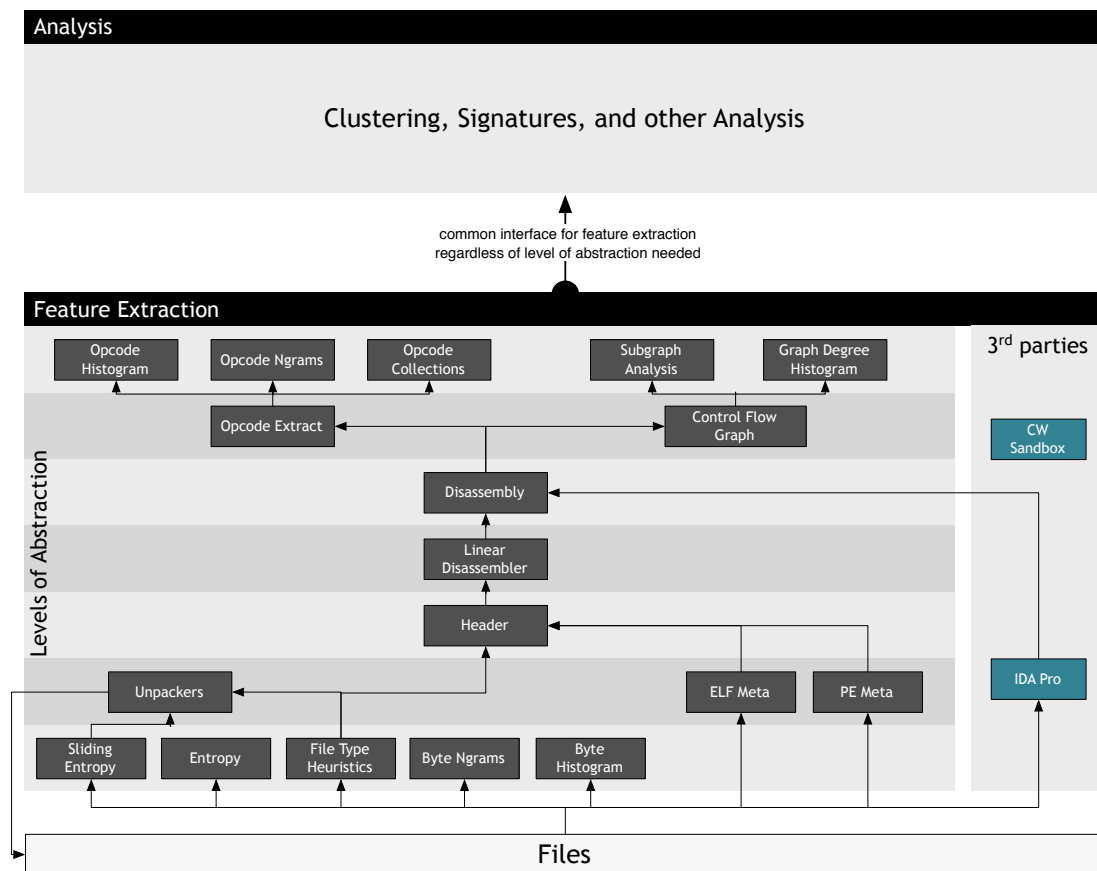 Analysis
Clustering, Signatures, and other Analysis
common interface for feature extraction
regardless of level of abstraction needed
Feature Extraction
3rd parties
Opcode
Histogram
Opcode Ngrams
Opcode
Collections
Subgraph
Analysis
Graph Degree
Histogram
Opcode Extract
Control Flow
Graph
CW
Sandbox
Levels of Abstraction
Disassembly
Linear
Disassembler
Header
Unpackers
ELF Meta
PE Meta
IDA Pro
Sliding
Entropy
Entropy
File Type
Heuristics
Byte Ngrams
Byte
Histogram
Files